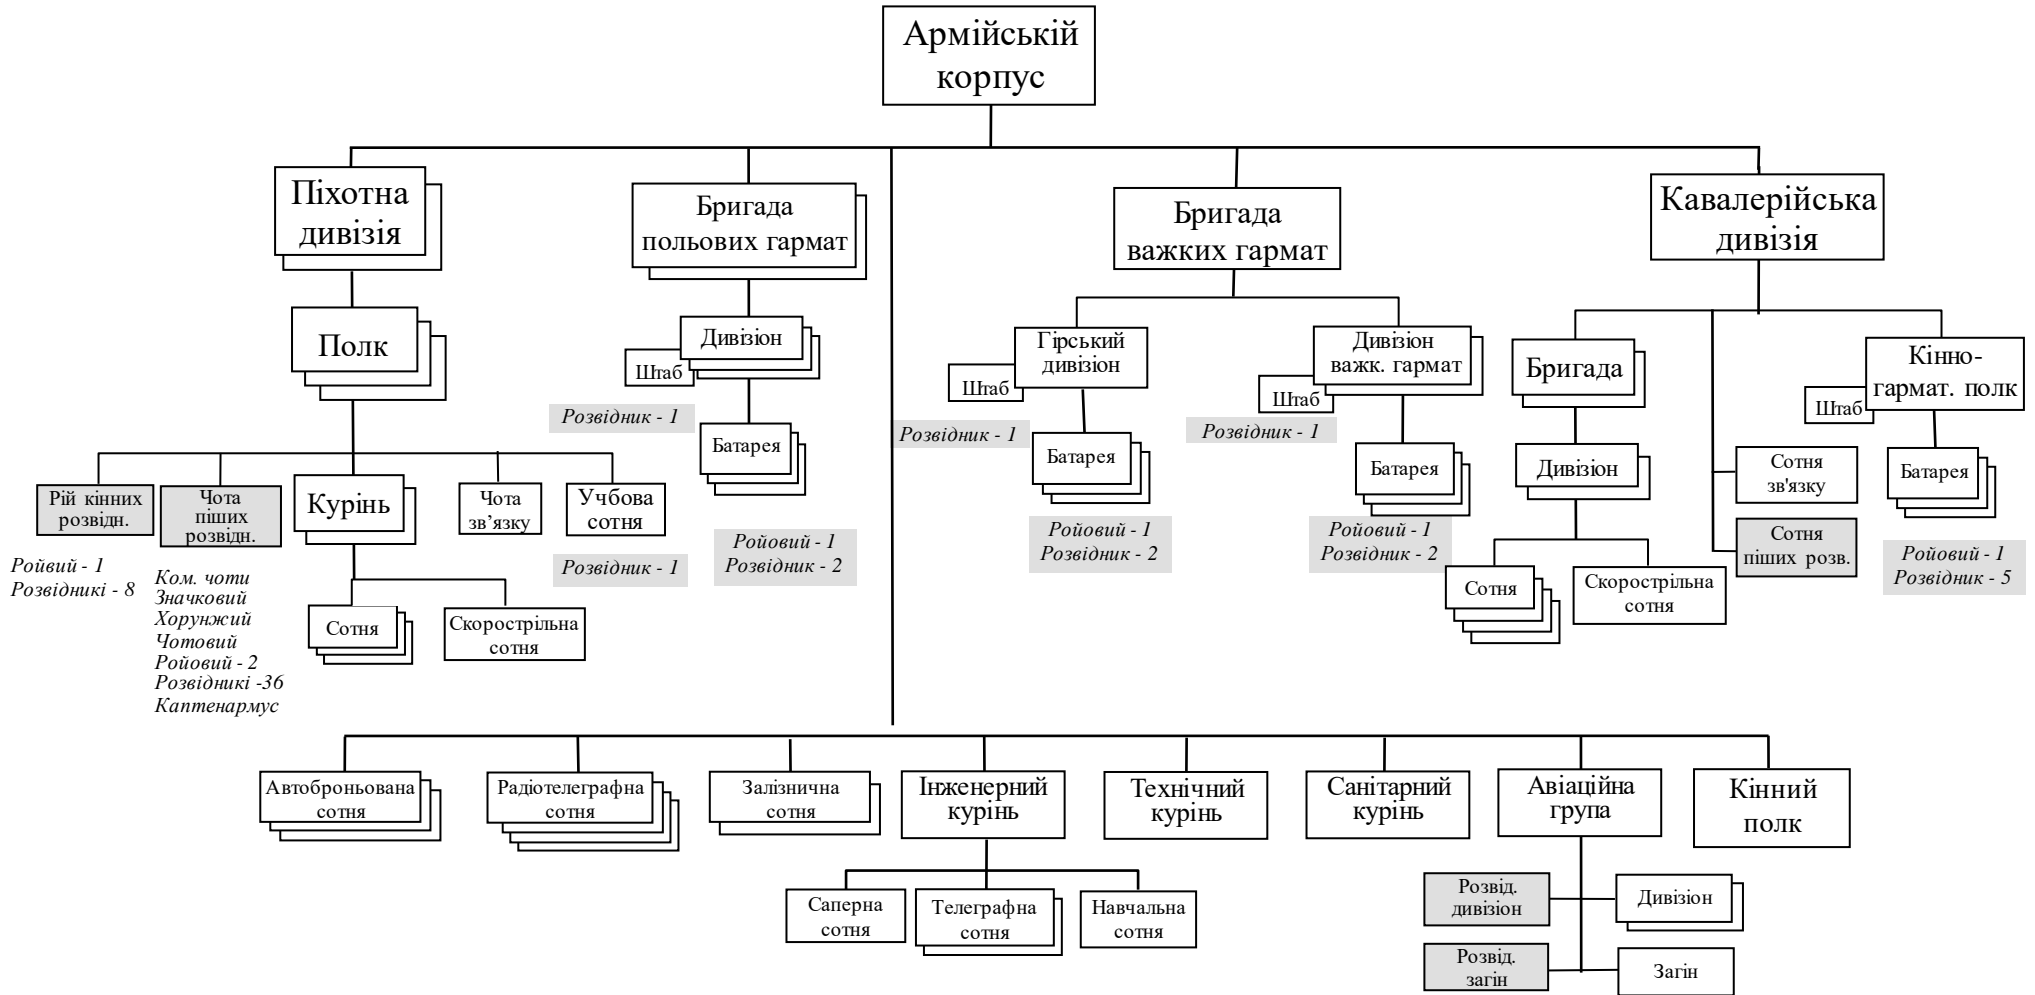 Армійській
корпус
Піхотна
дивізія
Бригада
польових гармат
Бригада
важких гармат
Кавалерійська
дивізія
Полк
Дивізіон
Штаб
Розвідник - 1
Батарея
Ройовий - 1
Розвідник - 2
Гірський
дивізіон
Штаб
Розвідник - 1
Батарея
Ройовий - 1
Розвідник - 2
Дивізіон
важк. гармат
Штаб
Розвідник - 1
Батарея
Ройовий - 1
Розвідник - 2
Бригада
Дивізіон
Сотня
Скорострільна
сотня
Сотня
зв'язку
Сотня
піших розв.
Кінно-
гармат. полк
Штаб
Батарея
Ройовий - 1
Розвідник - 5
Рій кінних
розвідн.
Ройвий - 1
Розвідникі - 8
Чота
піших
розвідн.
Ком. чоти
Значковий
Хорунжий
Чотовий
Ройовий - 2
Розвідникі -36
Каптенармус
Курінь
Сотня
Скорострільна
сотня
Чота
зв’язку
Учбова
сотня
Розвідник - 1
Автоброньована
сотня
Радіотелеграфна
сотня
Залізнична
сотня
Інженерний
курінь
Технічний
курінь
Санітарний
курінь
Авіаційна
група
Кінний
полк
Саперна
сотня
Телеграфна
сотня
Навчальна
сотня
Розвід.
дивізіон
Дивізіон
Розвід.
загін
Загін